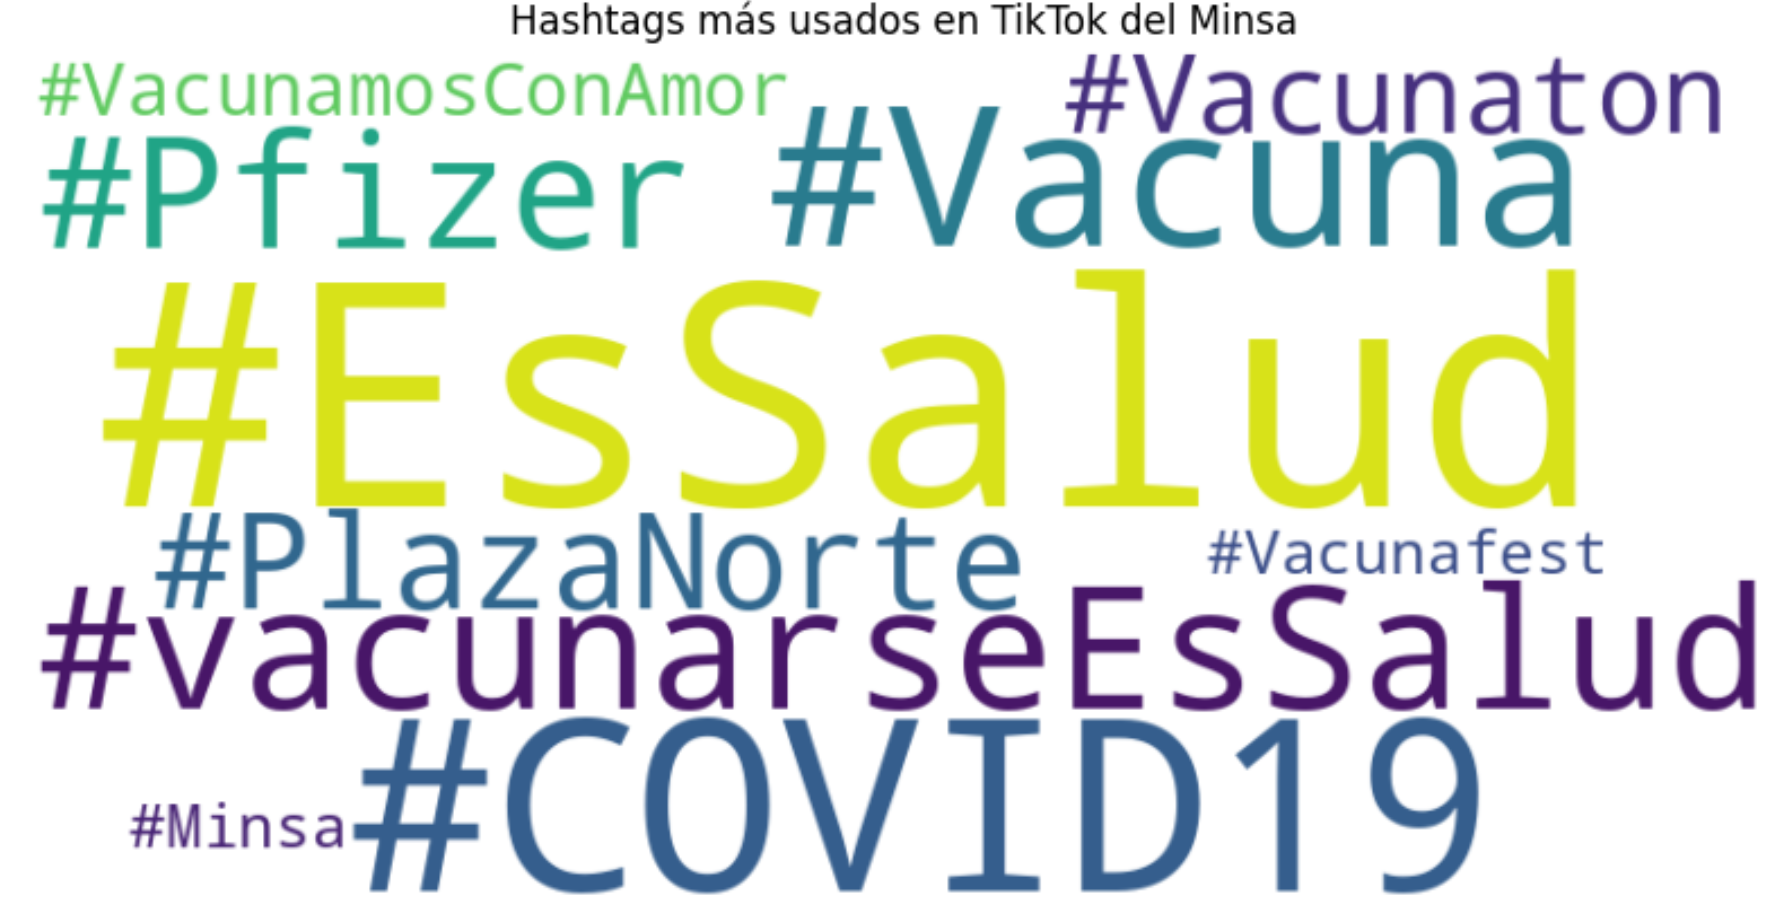 Hashtags más usados en TikTok del Minsa
#VacunamosConAmor
#Vacunaton
#Pfizer
#Vacuna
#EsSalud
#PlazaNorte
#Vacunafest
#vacunarseEsSalud
#Minsa
#COVID19